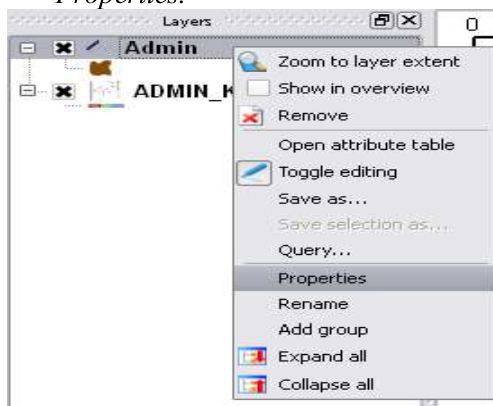 Properties.
Layers
0
Admin
ADMIN_K
Zoom to layer extent
Show in overview
Remove
Open attribute table
Toggle editing
Save as...
Save selection as...
Query...
Properties
Rename
Add group
Expand all
Collapse all